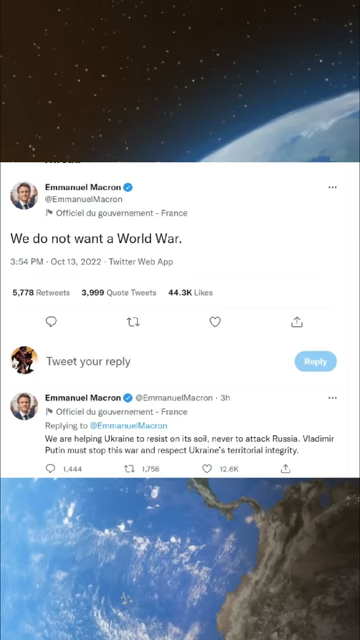 Emmanuel Macron
@EmmanuelMacron
Officiel du gouvernement - France
We do not want a World War.
3:54 PM · Oct 13, 2022 · Twitter Web App
5,778 Retweets 3,999 Quote Tweets 44.3K Likes
Tweet your reply
Reply
Emmanuel Macron @EmmanuelMacron · 3h
Officiel du gouvernement - France
Replying to @EmmanuelMacron
We are helping Ukraine to resist on its soil, never to attack Russia. Vladimir
Putin must stop this war and respect Ukraine's territorial integrity.
1,444 1,758 12.6K